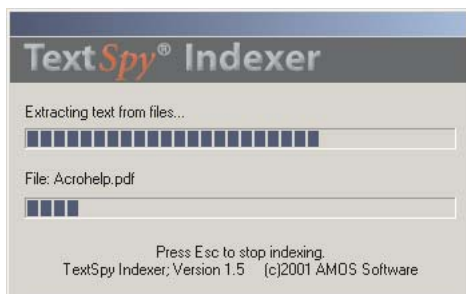 TextSpy® Indexer
Extracting text from files...
File: Acrohelp.pdf
Press Esc to stop indexing.
TextSpy Indexer; Version 1.5 (c)2001 AMOS Software